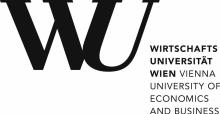 WU
WIRTSCHAFTS
UNIVERSITÄT
WIEN VIENNA
UNIVERSITY OF
ECONOMICS
AND BUSINESS